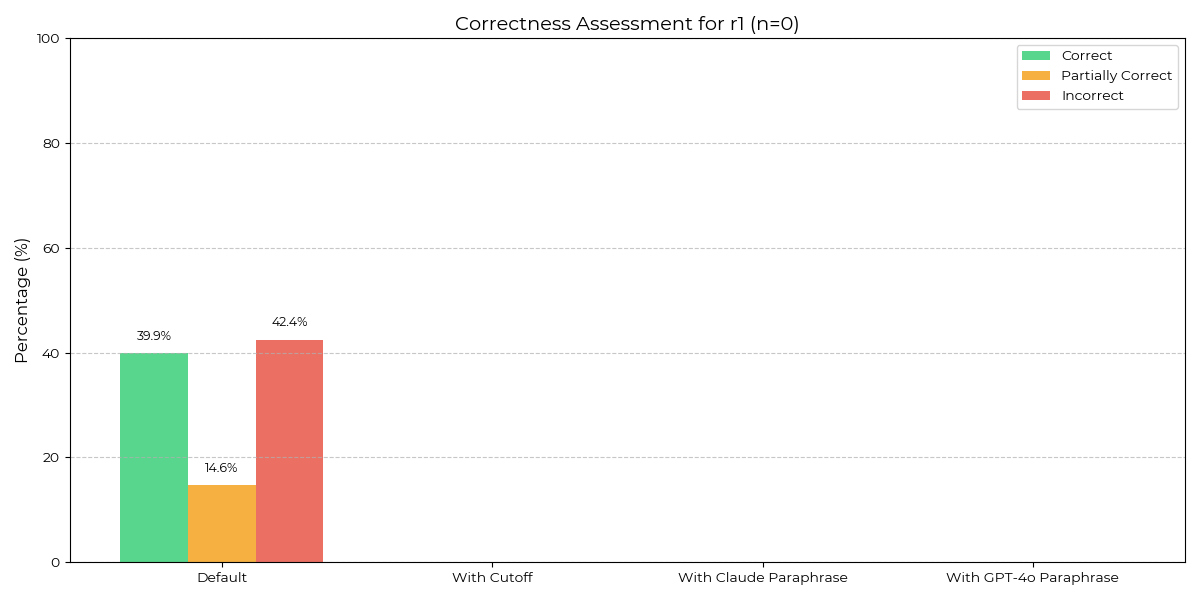 Correctness Assessment for r1 (n=0)
100
80
60
40
20
0
Percentage (%)
Correct
Partially Correct
Incorrect
39.9%
14.6%
42.4%
Default
With Cutoff
With Claude Paraphrase
With GPT-4o Paraphrase